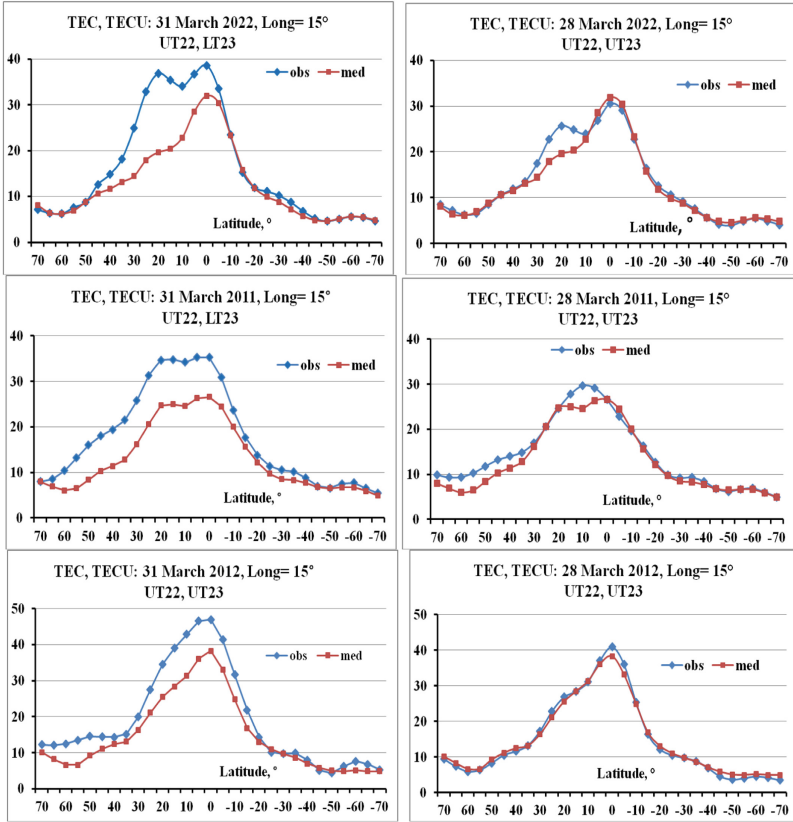 TEC, TECU: 31 March 2022, Long= 15°
UT22, LT23
40
30
20
10
0
obs
med
Latitude, °
70 60 50 40 30 20 10 0 -10 -20 -30 -40 -50 -60 -70
TEC, TECU: 28 March 2022, Long= 15°
UT22, UT23
40
30
20
10
0
obs
med
Latitude, °
70 60 50 40 30 20 10 0 -10 -20 -30 -40 -50 -60 -70
TEC, TECU: 31 March 2011, Long= 15°
UT22, LT23
40
30
20
10
0
obs
med
Latitude, °
70 60 50 40 30 20 10 0 -10 -20 -30 -40 -50 -60 -70
TEC, TECU: 28 March 2011, Long= 15°
UT22, UT23
40
30
20
10
0
obs
med
Latitude, °
70 60 50 40 30 20 10 0 -10 -20 -30 -40 -50 -60 -70
TEC, TECU: 31 March 2012, Long= 15°
UT22, UT23
50
40
30
20
10
0
obs
med
Latitude, °
70 60 50 40 30 20 10 0 -10 -20 -30 -40 -50 -60 -70
TEC, TECU: 28 March 2012, Long= 15°
UT22, UT23
50
40
30
20
10
0
obs
med
Latitude, °
70 60 50 40 30 20 10 0 -10 -20 -30 -40 -50 -60 -70